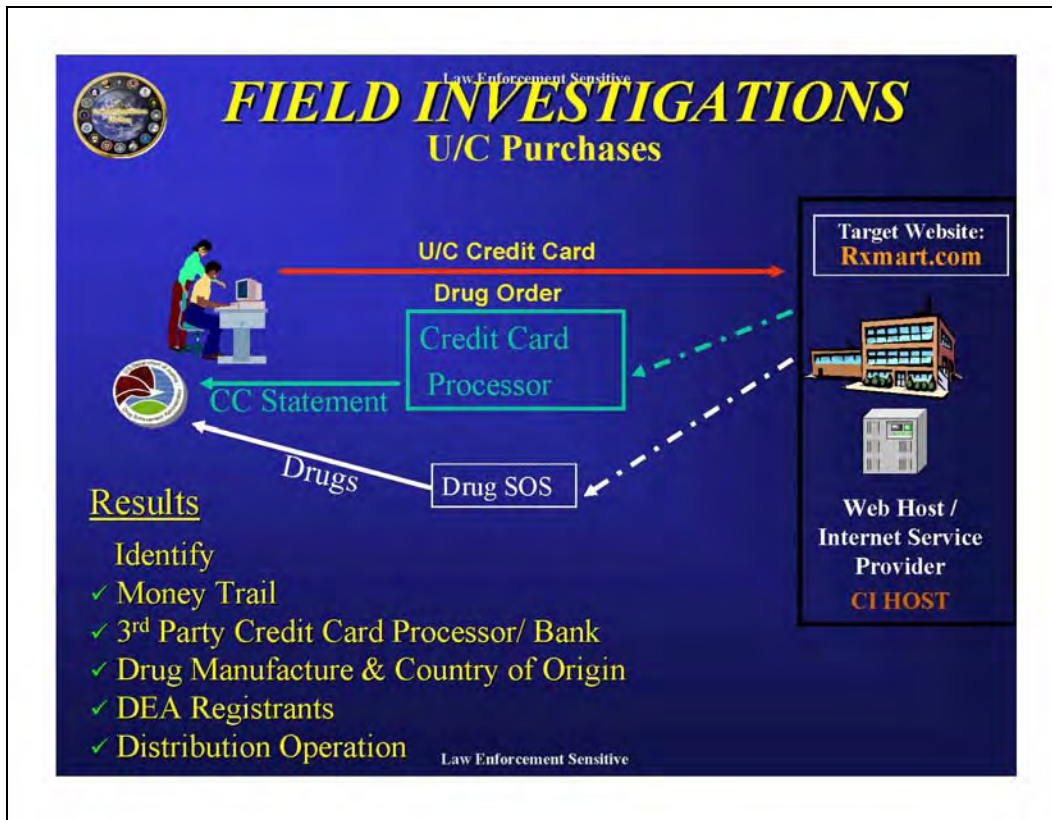 Law Enforcement Sensitive
FIELD INVESTIGATIONS
U/C Purchases
U/C Credit Card
Drug Order
Credit Card
Processor
CC Statement
Drugs
Drug SOS
Target Website:
Rxmart.com
Web Host /
Internet Service
Provider
CI HOST
Results
Identify
✓ Money Trail
✓ 3rd Party Credit Card Processor/ Bank
✓ Drug Manufacture & Country of Origin
✓ DEA Registrants
✓ Distribution Operation
Law Enforcement Sensitive